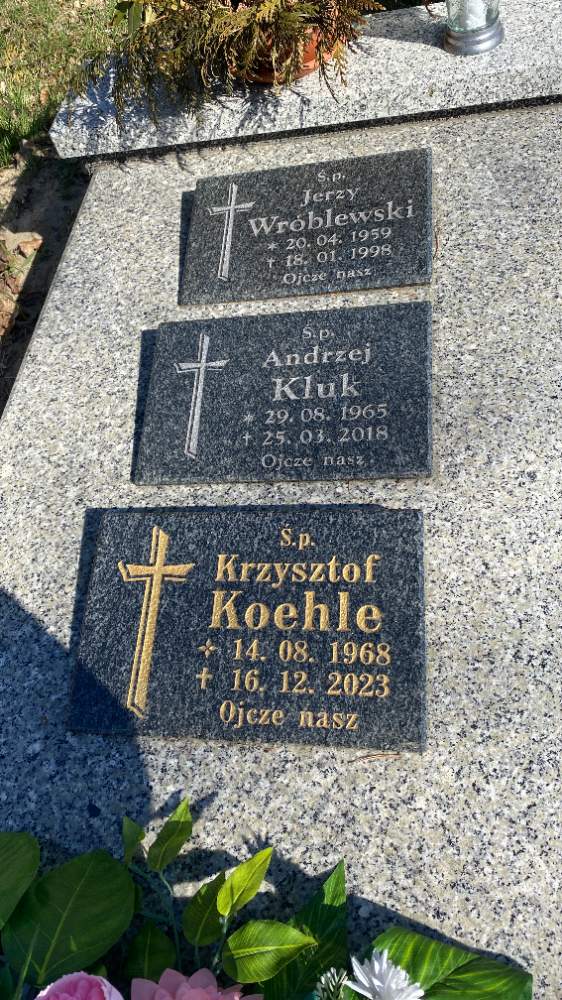 Ś.p.
Jerzy
Wróblewski
* 20. 04. 1959
† 18. 01. 1998
Ojcze nasz
Ś.p.
Andrzej
Kluk
* 29. 08. 1965
† 25. 03. 2018
Ojcze nasz
Ś.p.
Krzysztof
Koehle
* 14. 08. 1968
† 16. 12. 2023
Ojcze nasz